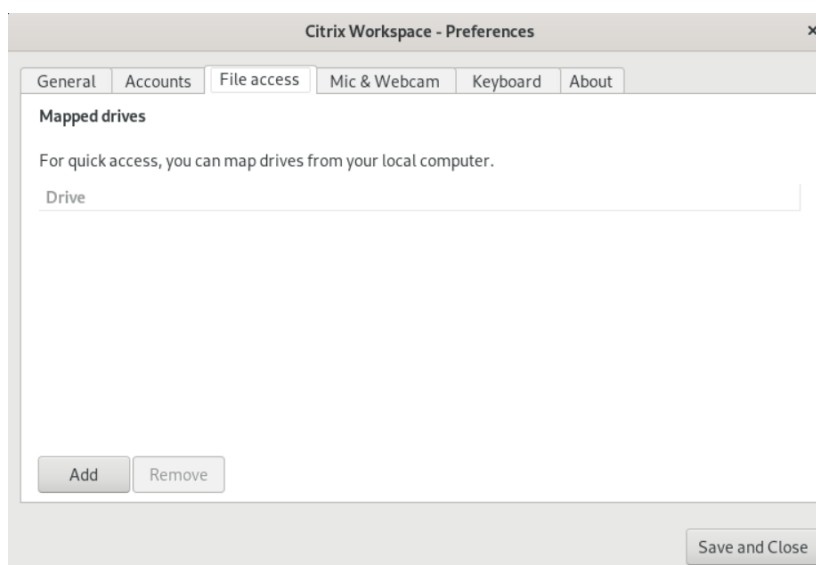 Citrix Workspace - Preferences ×
General Accounts File access Mic & Webcam Keyboard About
Mapped drives
For quick access, you can map drives from your local computer.
Drive
Add Remove
Save and Close